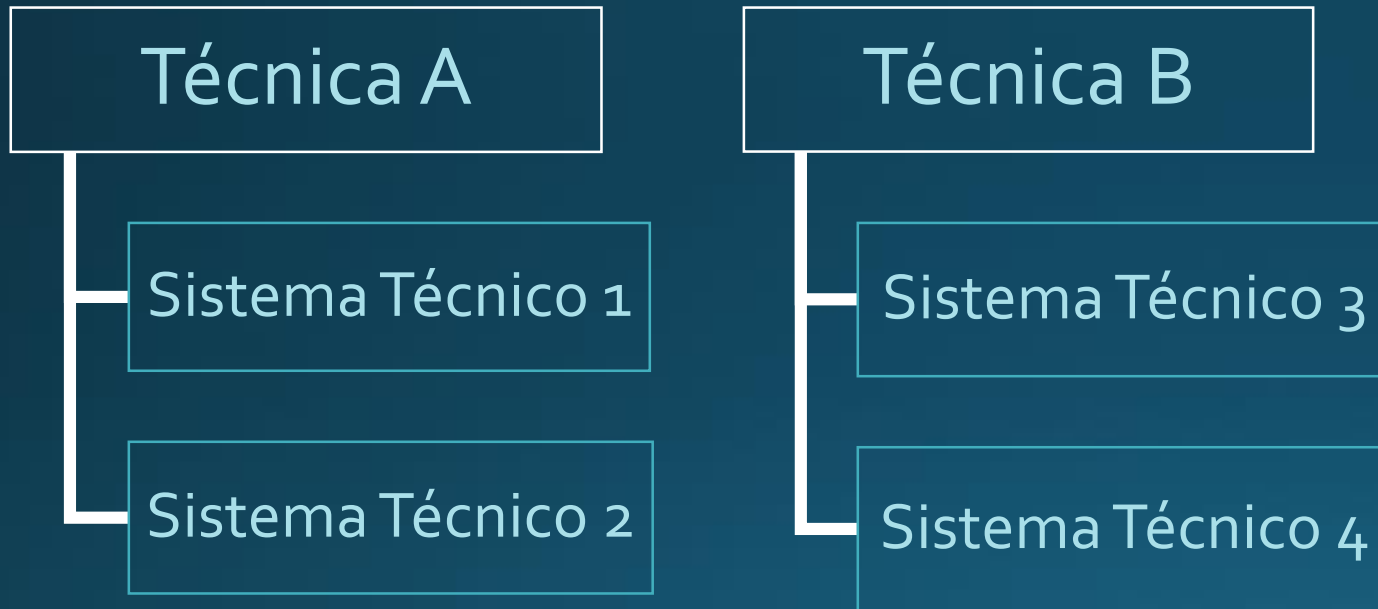 Técnica A
Sistema Técnico 1
Sistema Técnico 2
Técnica B
Sistema Técnico 3
Sistema Técnico 4